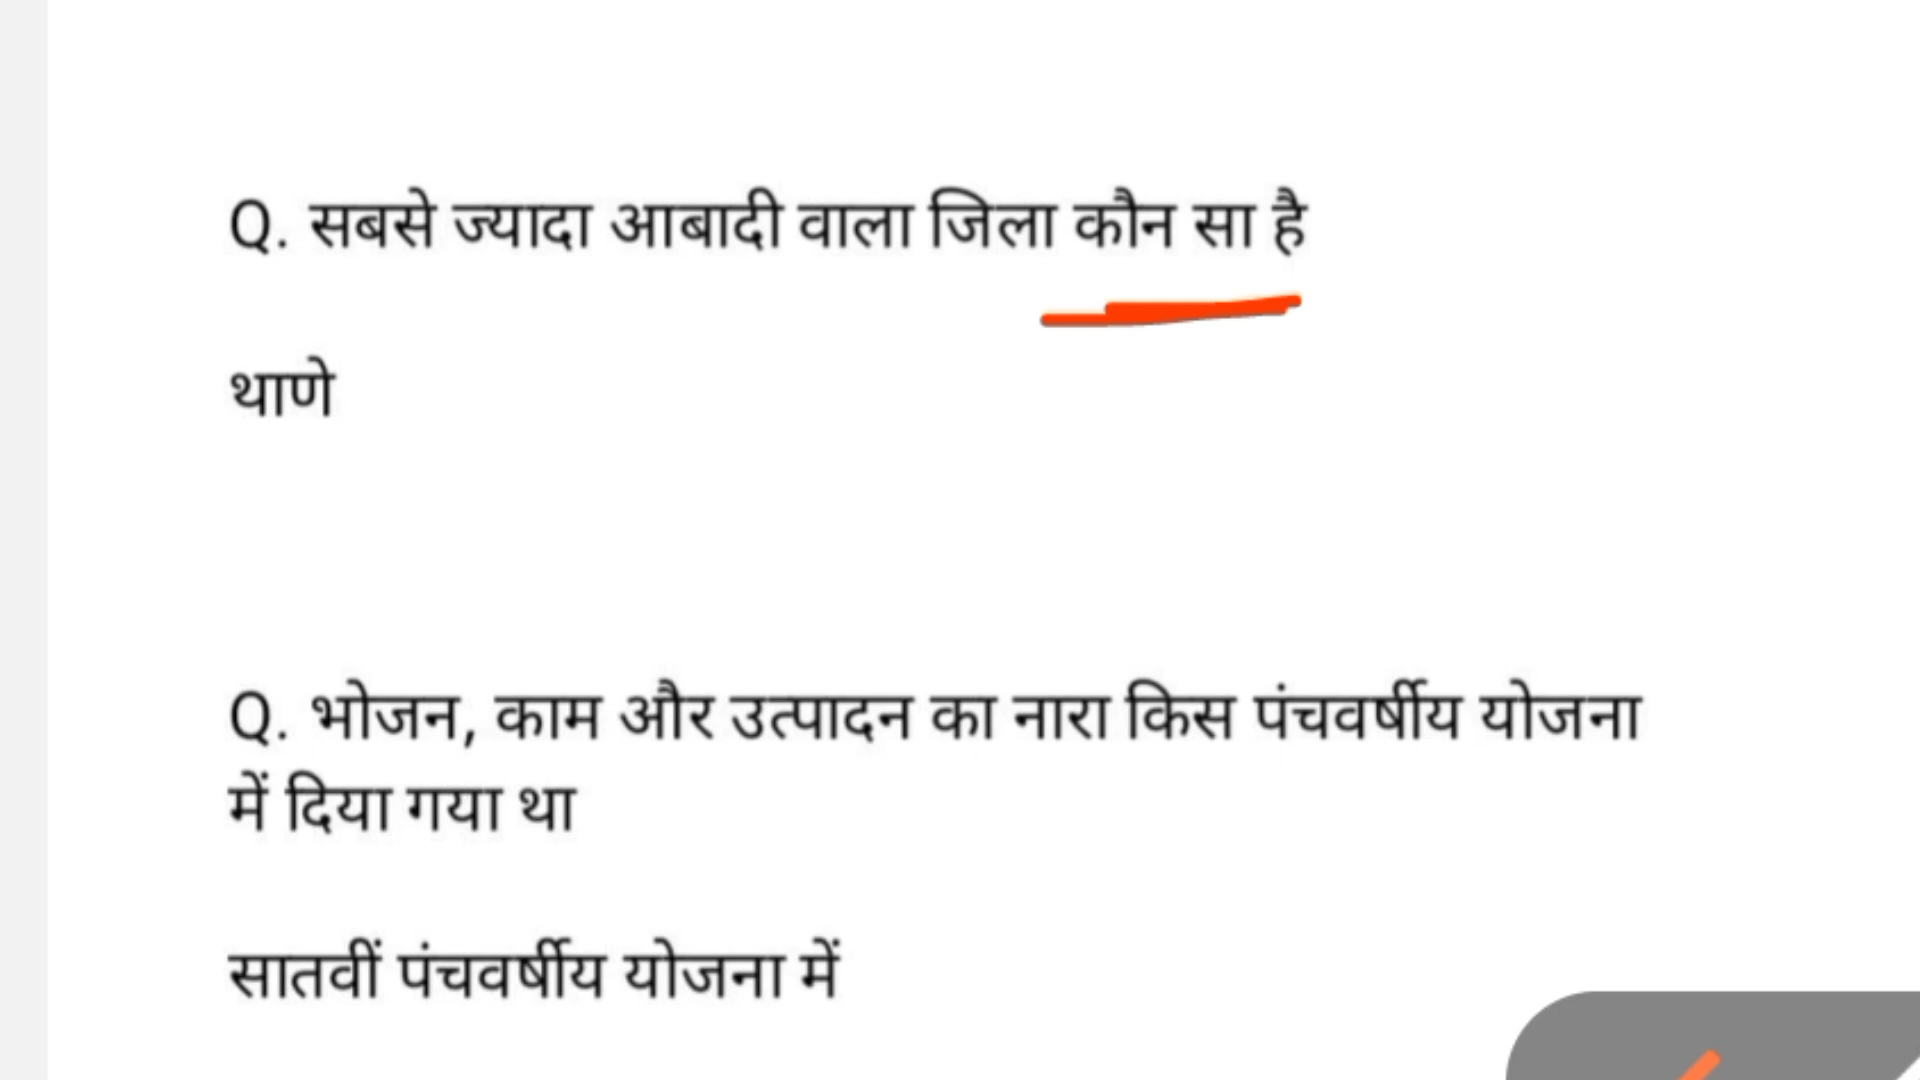 Q. सबसे ज्यादा आबादी वाला जिला कौन सा है
थाणे
Q. भोजन, काम और उत्पादन का नारा किस पंचवर्षीय योजना
में दिया गया था
सातवीं पंचवर्षीय योजना में